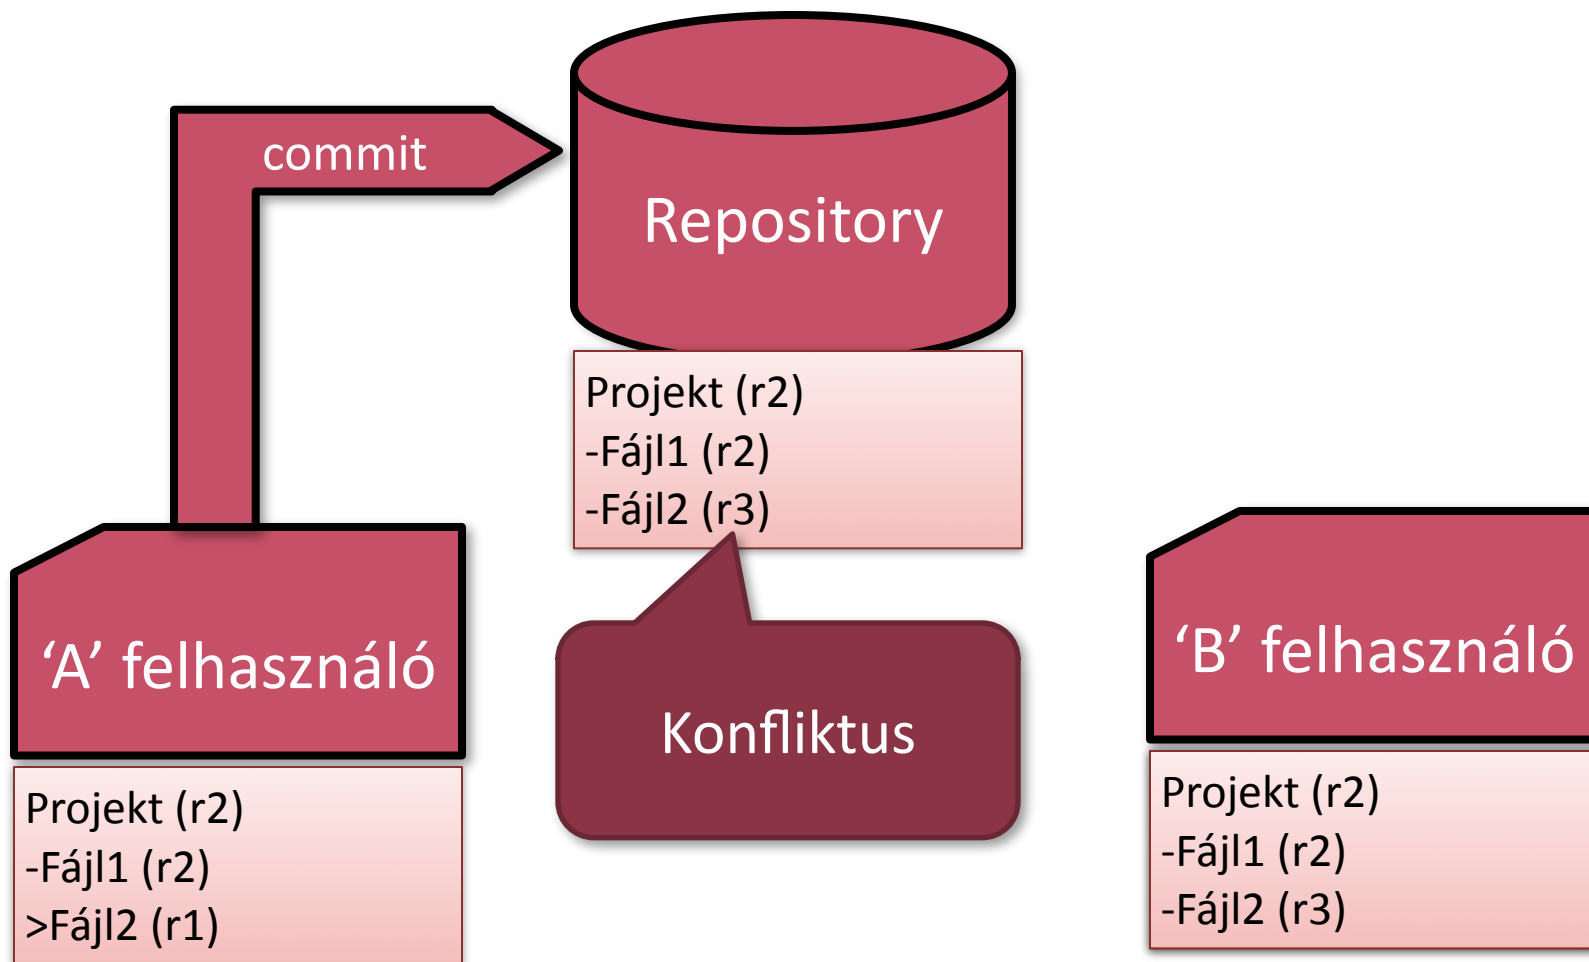 commit
Repository
Projekt (r2)
-Fájl1 (r2)
-Fájl2 (r3)
‘A’ felhasználó
Projekt (r2)
-Fájl1 (r2)
>Fájl2 (r1)
Konfliktus
‘B’ felhasználó
Projekt (r2)
-Fájl1 (r2)
-Fájl2 (r3)